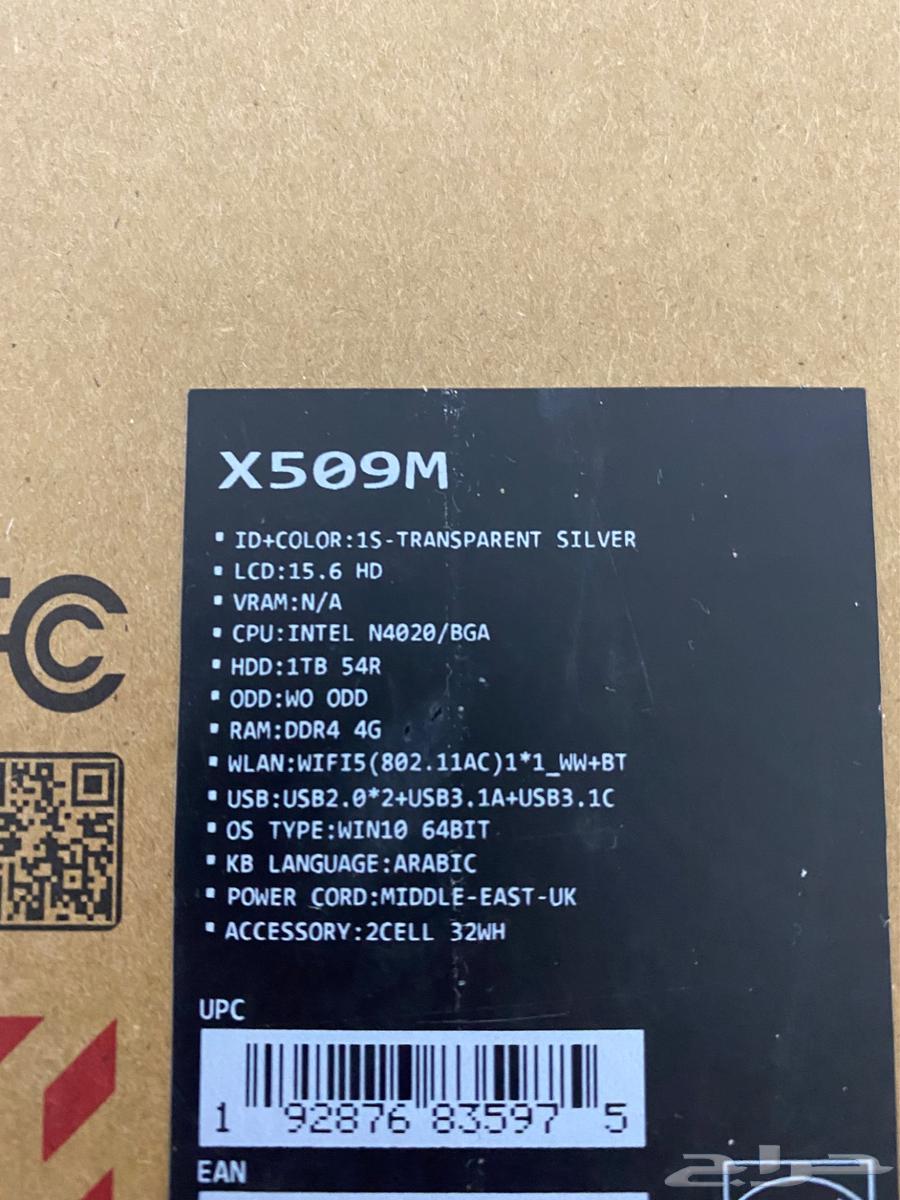 X509M
▪ ID+COLOR:1S-TRANSPARENT SILVER
▪ LCD:15.6 HD
▪ VRAM:N/A
▪ CPU:INTEL N4020/BGA
▪ HDD:1TB 54R
▪ ODD:WO ODD
▪ RAM:DDR4 4G
▪ WLAN:WIFI5(802.11AC)1*1_WW+BT
▪ USB:USB2.0*2+USB3.1A+USB3.1C
▪ OS TYPE:WIN10 64BIT
▪ KB LANGUAGE:ARABIC
▪ POWER CORD:MIDDLE-EAST-UK
▪ ACCESSORY:2CELL 32WH
UPC
1 92876 83597 5
EAN
حراج